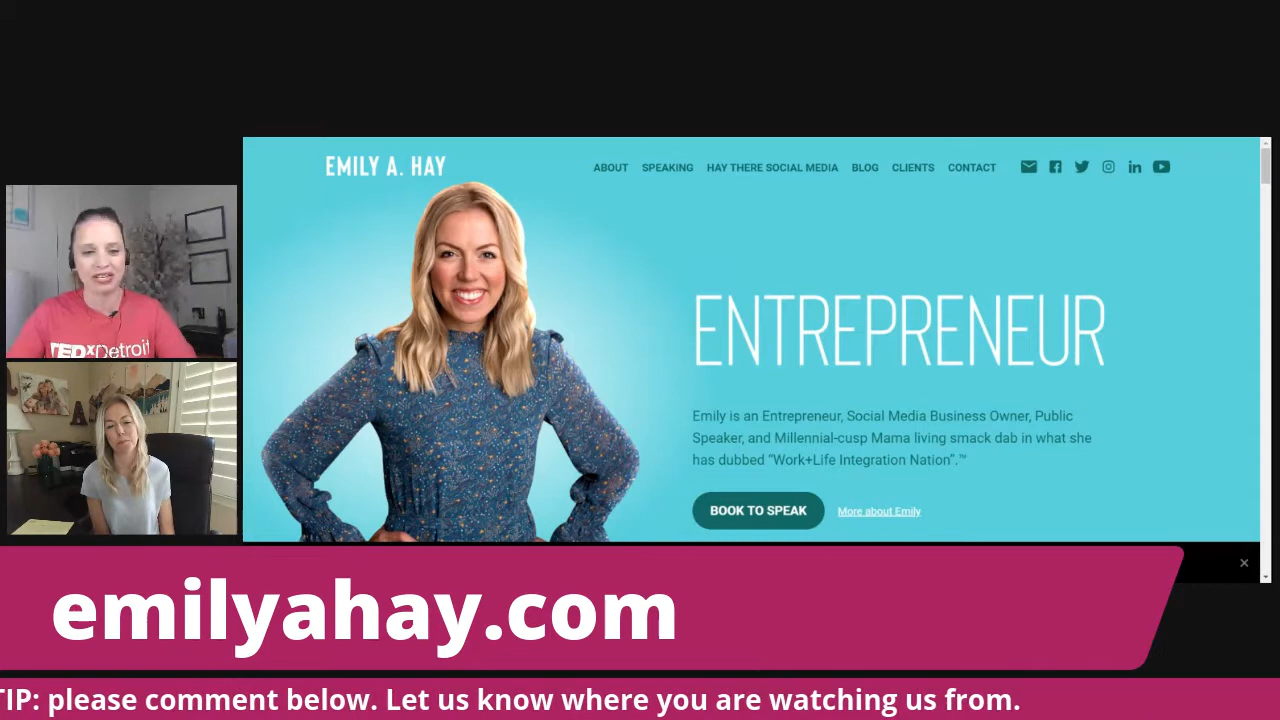 EMILY A. HAY
ABOUT SPEAKING HAY THERE SOCIAL MEDIA BLOG CLIENTS CONTACT
TEDxDetroit
ENTREPRENEUR
Emily is an Entrepreneur, Social Media Business Owner, Public
Speaker, and Millennial-cusp Mama living smack dab in what she
has dubbed “Work+Life Integration Nation”.™
BOOK TO SPEAK More about Emily
A
emilyahay.com
TIP: please comment below. Let us know where you are watching us from.